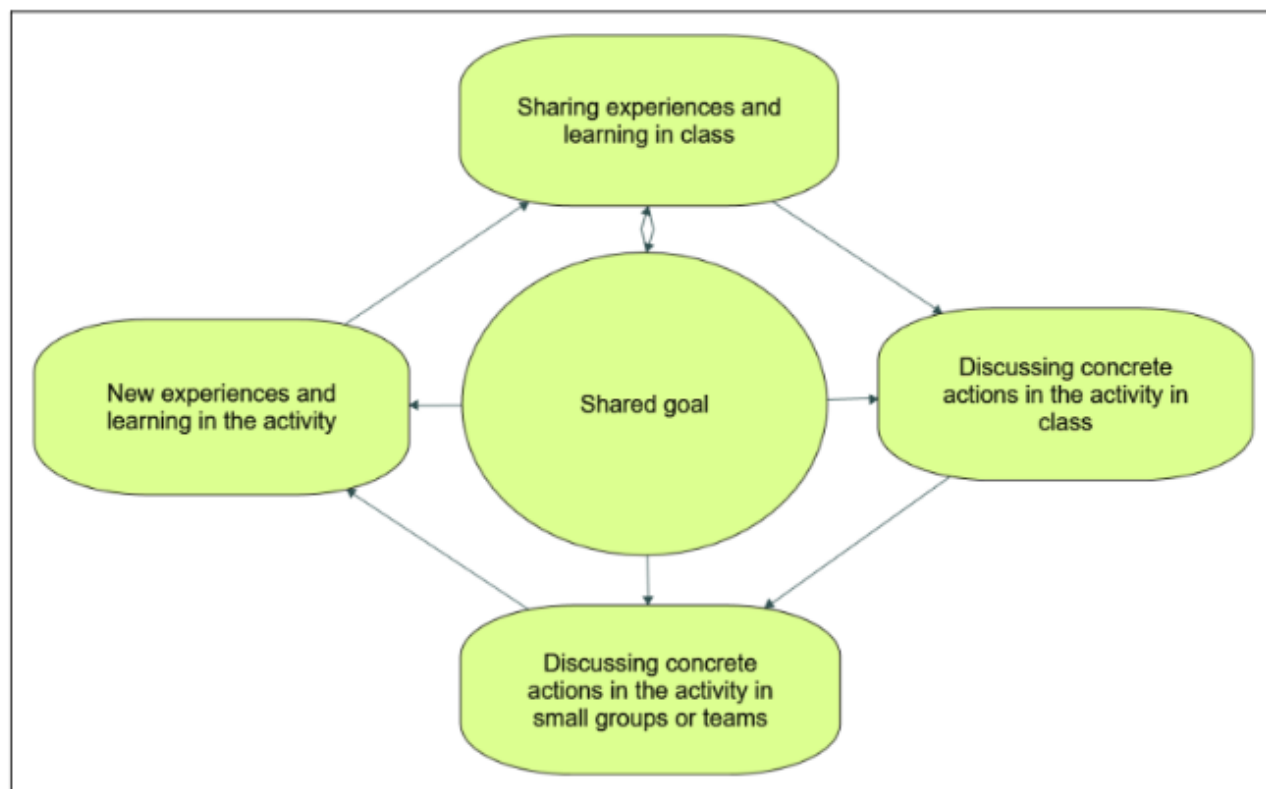 Sharing experiences and
learning in class
New experiences and
learning in the activity
Shared goal
Discussing concrete
actions in the activity in
class
Discussing concrete
actions in the activity in
small groups or teams